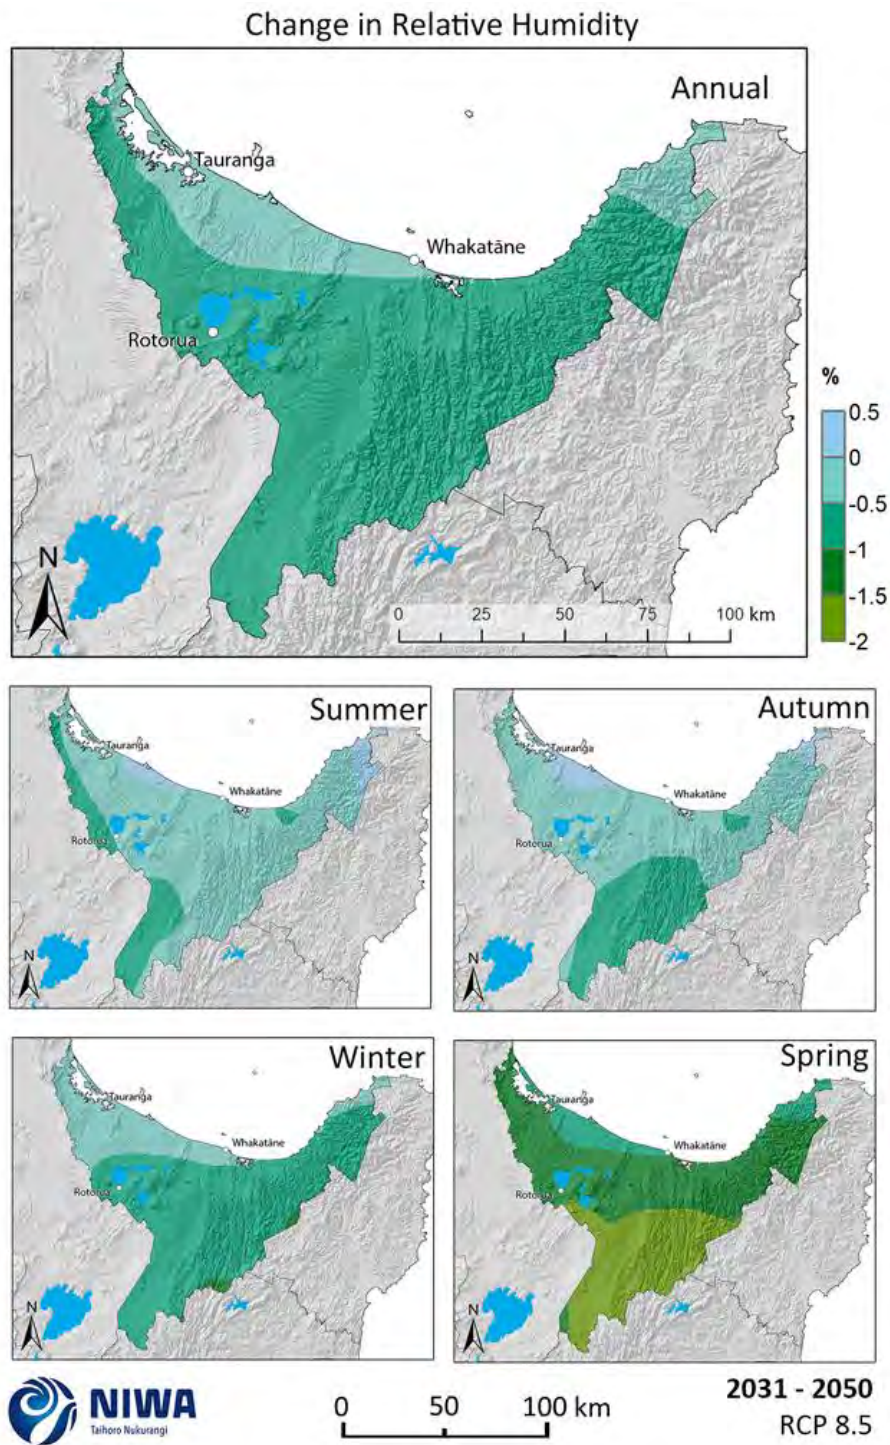 Change in Relative Humidity
Annual
Tauranga
Whakatāne
Rotorua
%
0.5
0
-0.5
-1
-1.5
-2
N
0 25 50 75 100 km
Summer
Tauranga
Whakatāne
Rotorua
N
Autumn
Tauranga
Whakatāne
Rotorua
N
Winter
Tauranga
Whakatāne
Rotorua
N
Spring
Tauranga
Whakatāne
Rotorua
N
NIWA
Taihoro Nukurangi
0 50 100 km
2031 - 2050
RCP 8.5